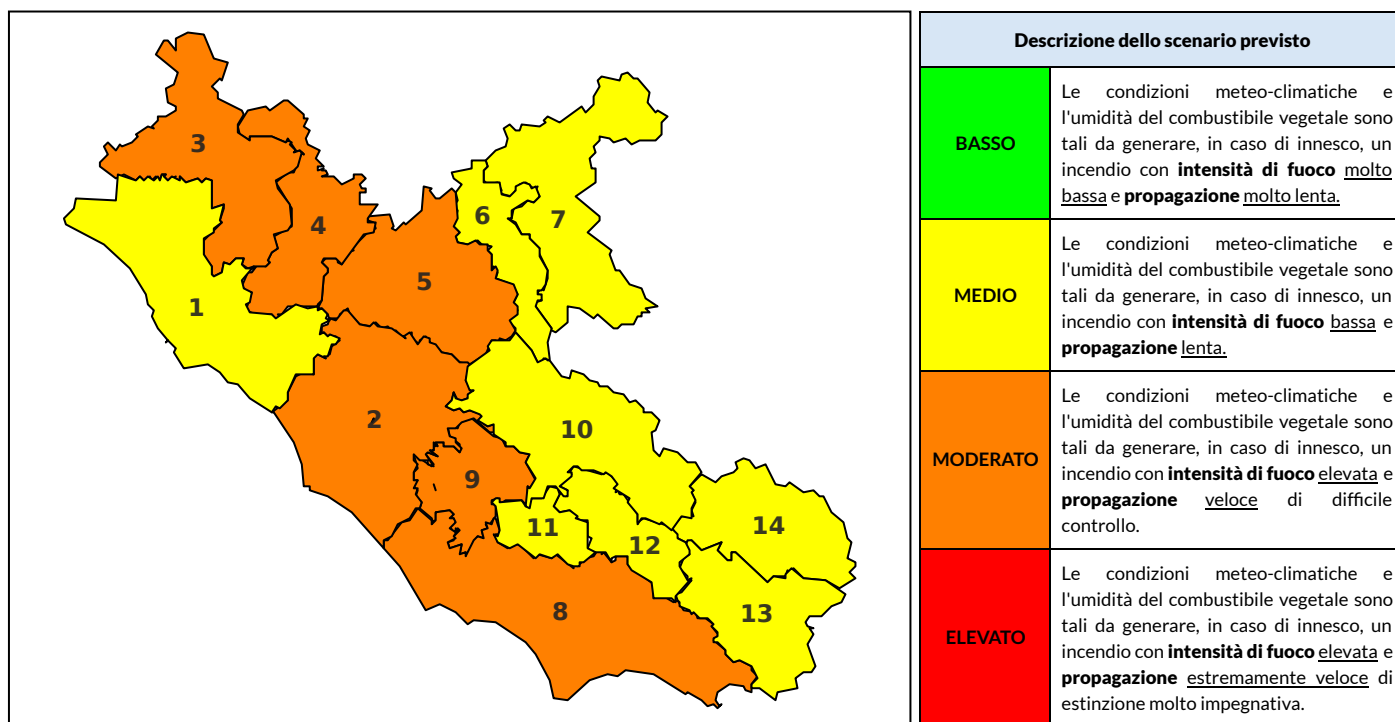 3
4
6
7
5
1
2
10
9
11
12
14
8
13
Descrizione dello scenario previsto
BASSO
Le condizioni meteo-climatiche e
l'umidità del combustibile vegetale sono
tali da generare, in caso di innesco, un
incendio con intensità di fuoco molto
bassa e propagazione molto lenta.
MEDIO
Le condizioni meteo-climatiche e
l'umidità del combustibile vegetale sono
tali da generare, in caso di innesco, un
incendio con intensità di fuoco bassa e
propagazione lenta.
MODERATO
Le condizioni meteo-climatiche e
l'umidità del combustibile vegetale sono
tali da generare, in caso di innesco, un
incendio con intensità di fuoco elevata e
propagazione veloce di difficile
controllo.
ELEVATO
Le condizioni meteo-climatiche e
l'umidità del combustibile vegetale sono
tali da generare, in caso di innesco, un
incendio con intensità di fuoco elevata e
propagazione estremamente veloce di
estinzione molto impegnativa.